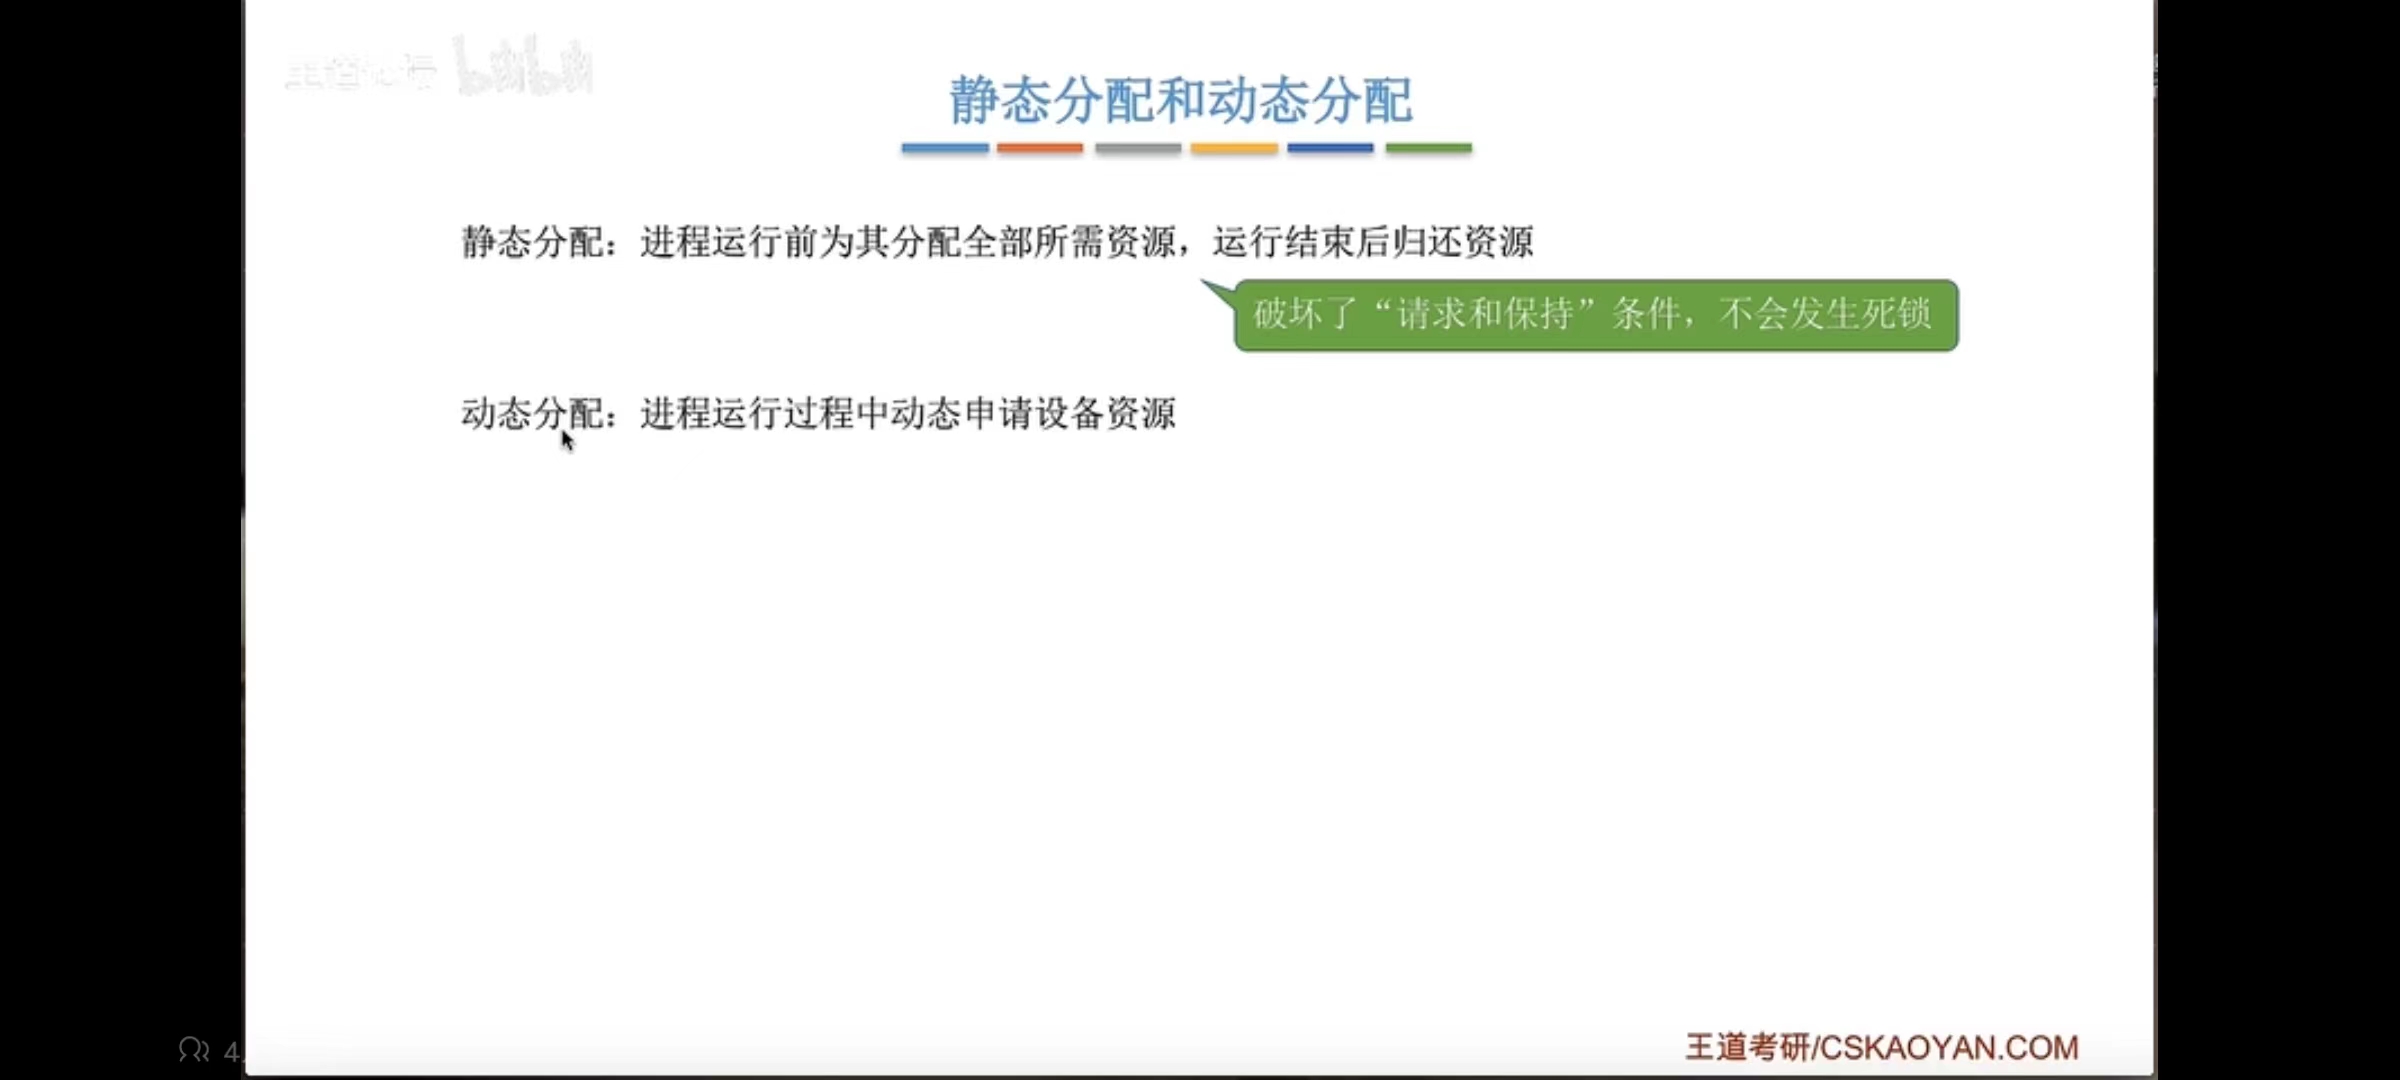 静态分配和动态分配
静态分配：进程运行前为其分配全部所需资源，运行结束后归还资源
破坏了“请求和保持”条件，不会发生死锁
动态分配：进程运行过程中动态申请设备资源
王道考研/CSKAOYAN.COM